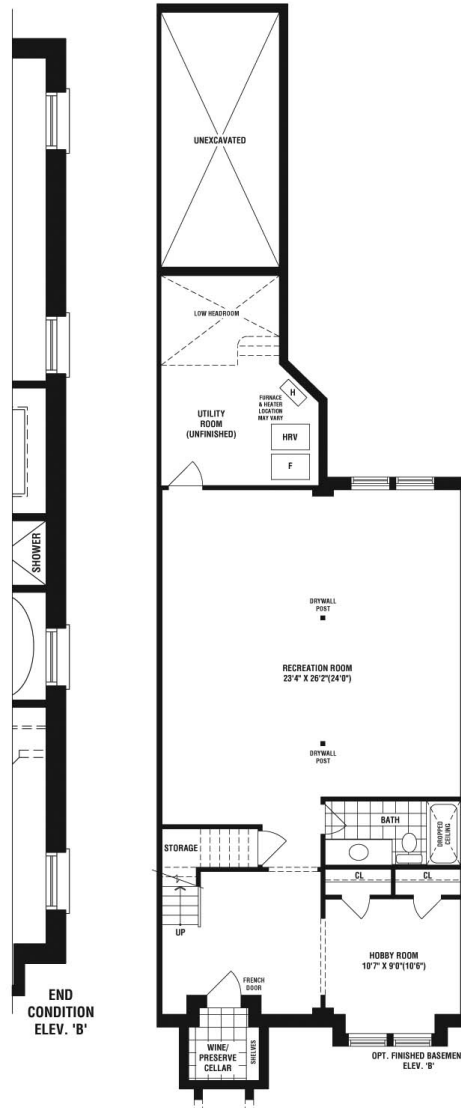 UNEXCAVATED
LOW HEADROOM
H
FURNACE
& HEATER
LOCATION
MAY VARY
UTILITY
ROOM
(UNFINISHED)
HRV
F
SHOWER
DRYWALL
POST
RECREATION ROOM
23'4" X 26'2"(24'0")
DRYWALL
POST
BATH
DROPPED
CEILING
STORAGE
CL
CL
UP
HOBBY ROOM
10'7" X 9'0"(10'6")
FRENCH
DOOR
END
CONDITION
ELEV. 'B'
WINE/
PRESERVE
CELLAR
SHELVES
OPT. FINISHED BASEMEN
ELEV. 'B'